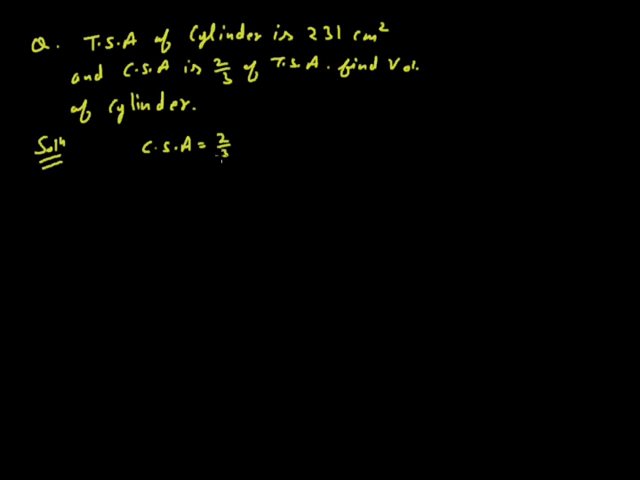 Q. T.S.A of Cylinder is 231 cm²
and C.S.A is 2/3 of T.S.A. find Vol.
of Cylinder.
Solⁿ C.S.A = 2/3